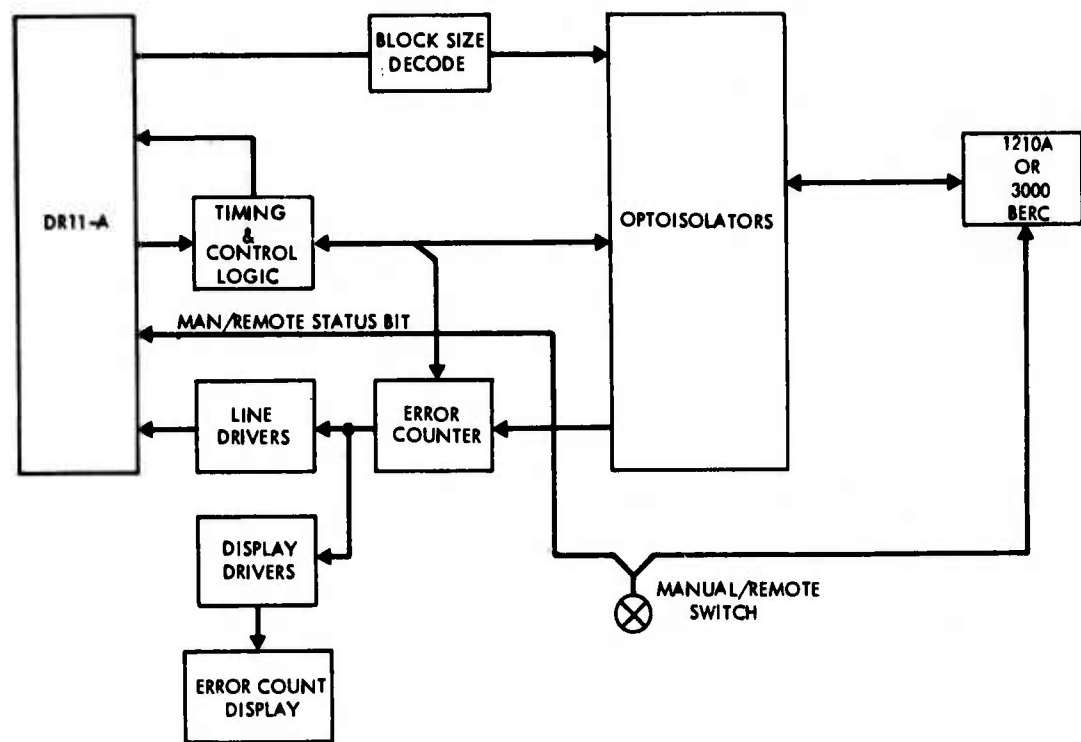 BLOCK SIZE
DECODE
1210A
OR
3000
BERC
DR11-A
TIMING
&
CONTROL
LOGIC
OPTOISOLATORS
MAN/REMOTE STATUS BIT
LINE
DRIVERS
ERROR
COUNTER
DISPLAY
DRIVERS
MANUAL/REMOTE
SWITCH
ERROR COUNT
DISPLAY